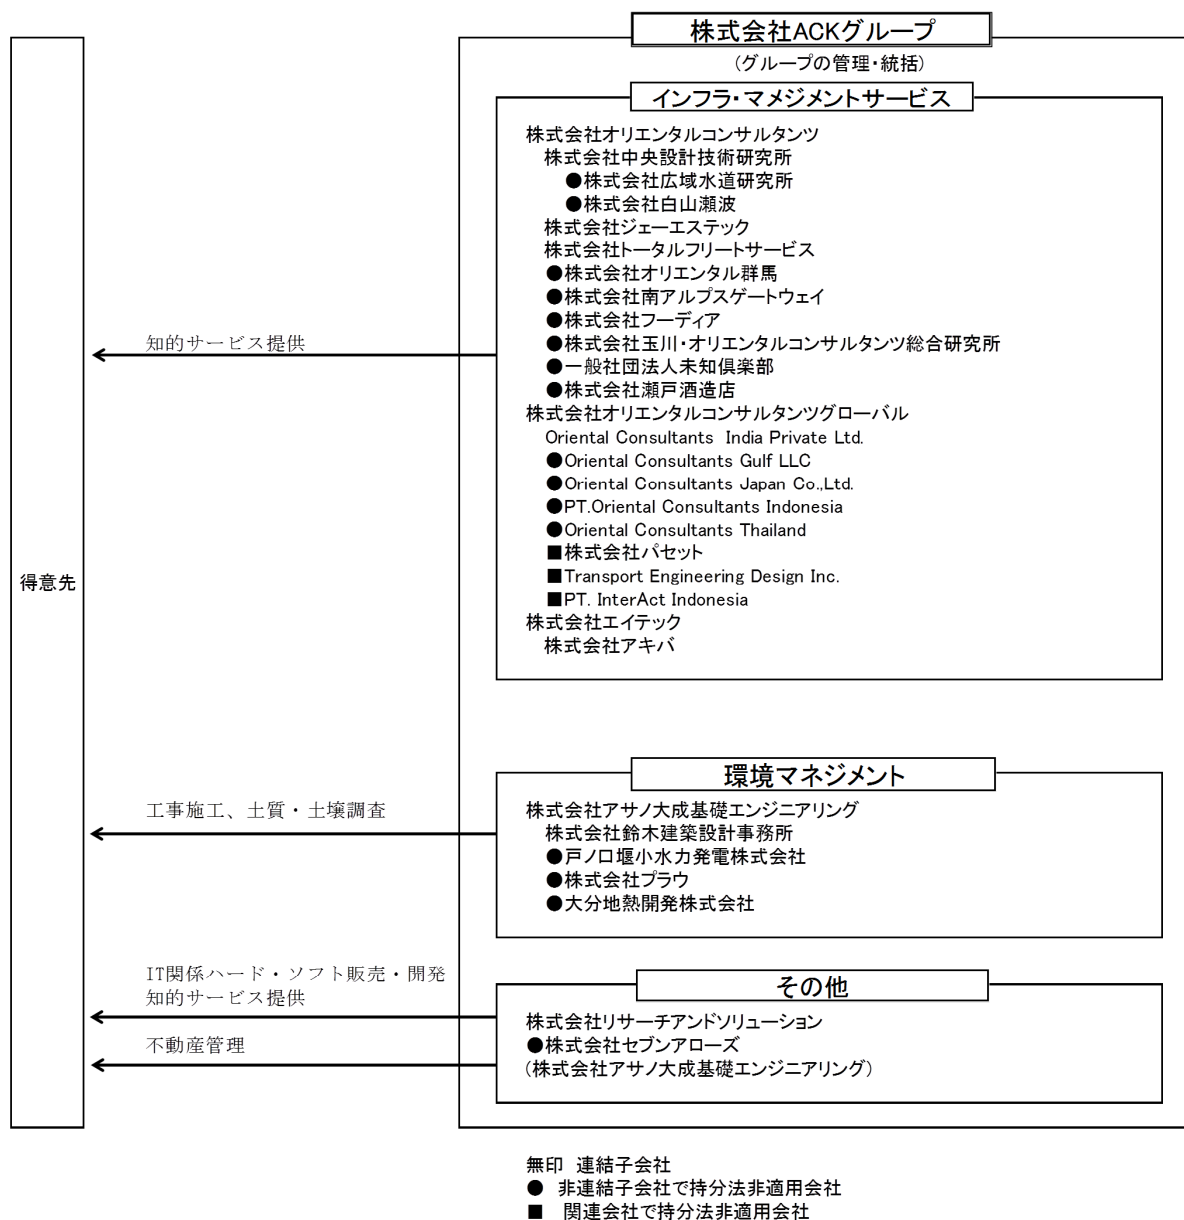 株式会社ACKグループ
(グループの管理・統括)
インフラ・マメジメントサービス
株式会社オリエンタルコンサルタンツ
株式会社中央設計技術研究所
●株式会社広域水道研究所
●株式会社白山瀬波
株式会社ジェーエステック
株式会社トータルフリートサービス
●株式会社オリエンタル群馬
●株式会社南アルプスゲートウェイ
●株式会社フーディア
●株式会社玉川・オリエンタルコンサルタンツ総合研究所
●一般社団法人未知倶楽部
●株式会社瀬戸酒造店
株式会社オリエンタルコンサルタンツグローバル
Oriental Consultants India Private Ltd.
●Oriental Consultants Gulf LLC
●Oriental Consultants Japan Co.,Ltd.
●PT.Oriental Consultants Indonesia
●Oriental Consultants Thailand
■株式会社パセット
■Transport Engineering Design Inc.
■PT. InterAct Indonesia
株式会社エイテック
株式会社アキバ
知的サービス提供
得意先
環境マネジメント
工事施工、土質・土壌調査
株式会社アサノ大成基礎エンジニアリング
株式会社鈴木建築設計事務所
●戸ノ口堰小水力発電株式会社
●株式会社プラウ
●大分地熱開発株式会社
IT関係ハード・ソフト販売・開発
知的サービス提供
不動産管理
その他
株式会社リサーチアンドソリューション
●株式会社セブンアローズ
(株式会社アサノ大成基礎エンジニアリング)
無印 連結子会社
● 非連結子会社で持分法非適用会社
■ 関連会社で持分法非適用会社